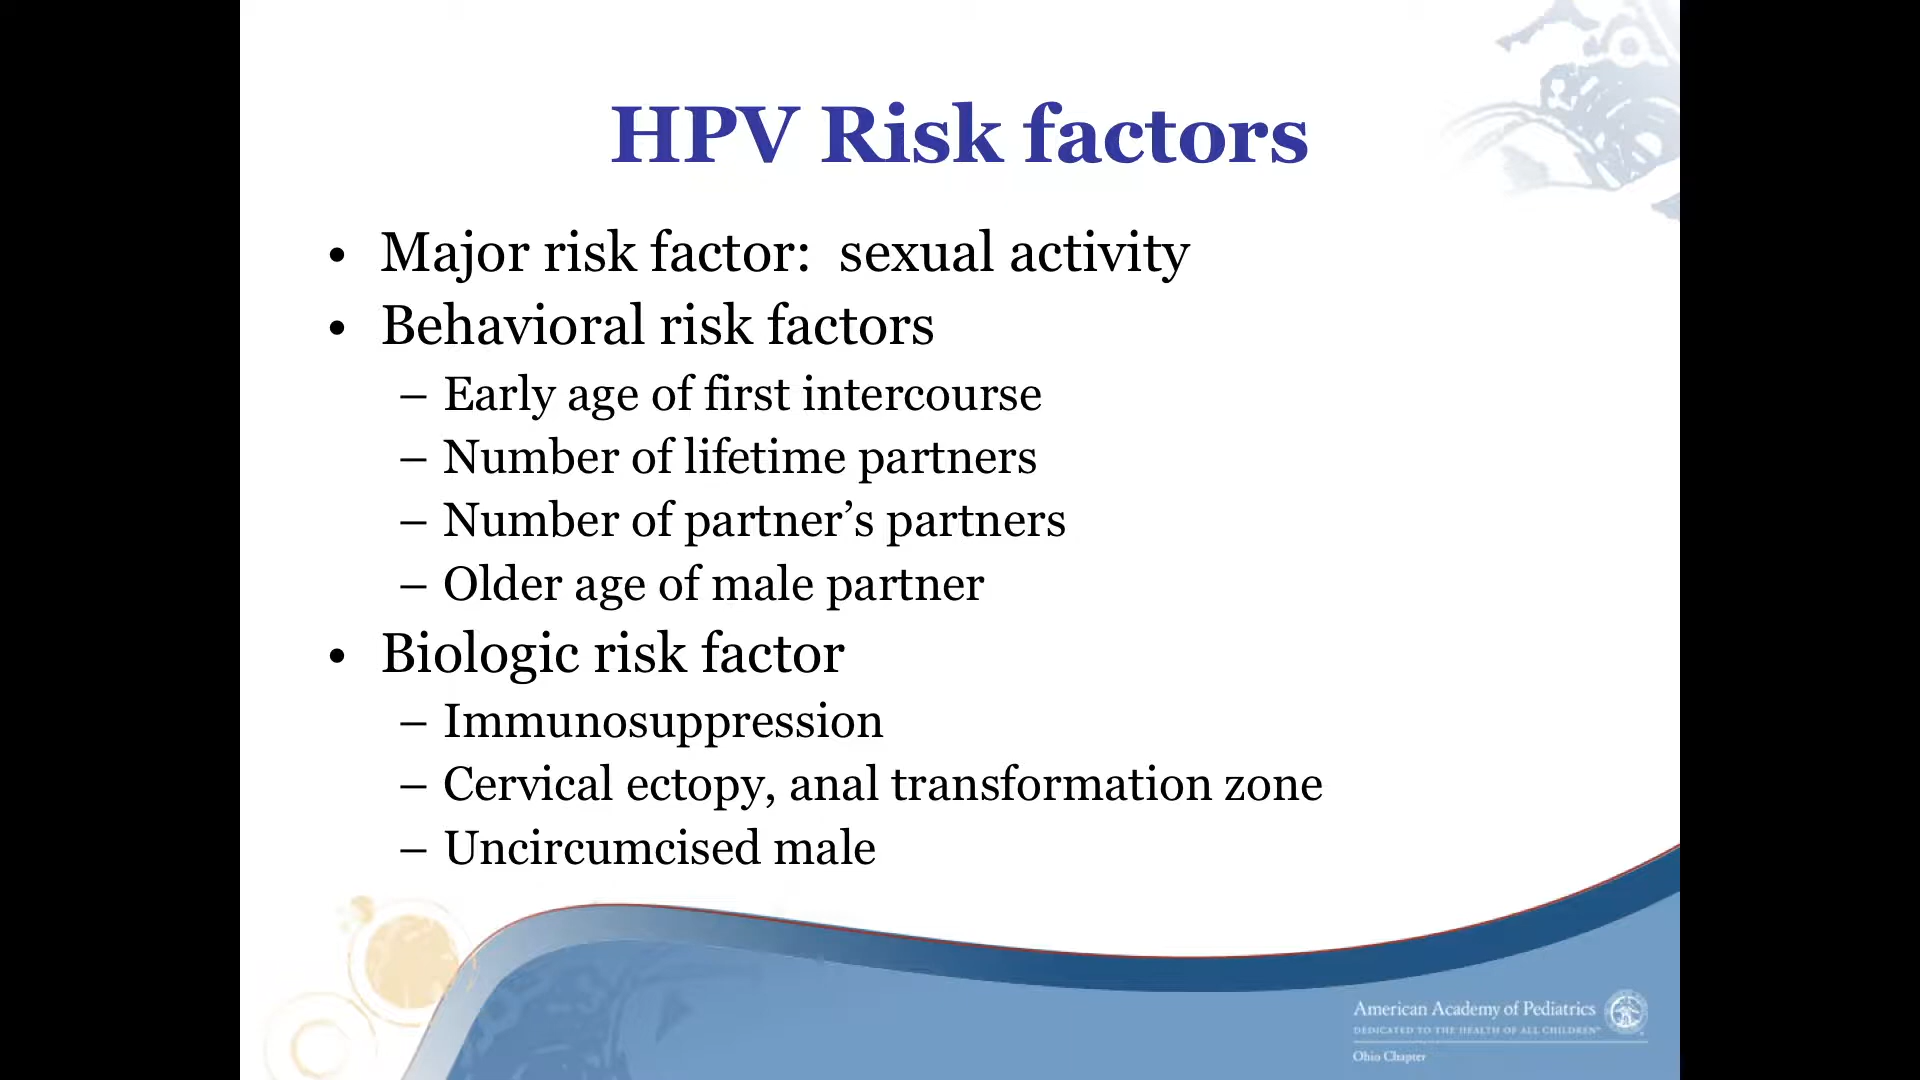 HPV Risk factors
• Major risk factor:  sexual activity
• Behavioral risk factors
– Early age of first intercourse
– Number of lifetime partners
– Number of partner’s partners
– Older age of male partner
• Biologic risk factor
– Immunosuppression
– Cervical ectopy, anal transformation zone
– Uncircumcised male
American Academy of Pediatrics
DEDICATED TO THE HEALTH OF ALL CHILDREN™
Ohio Chapter